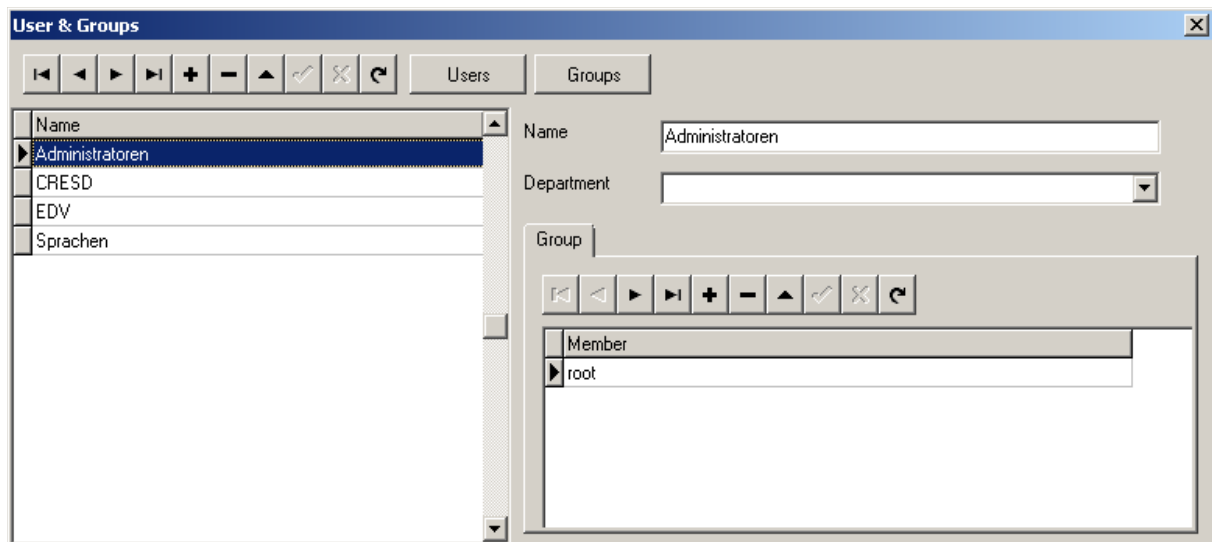 User & Groups
Users
Groups
Name
Administratoren
CRESD
EDV
Sprachen
Name
Administratoren
Department
Group
Member
root